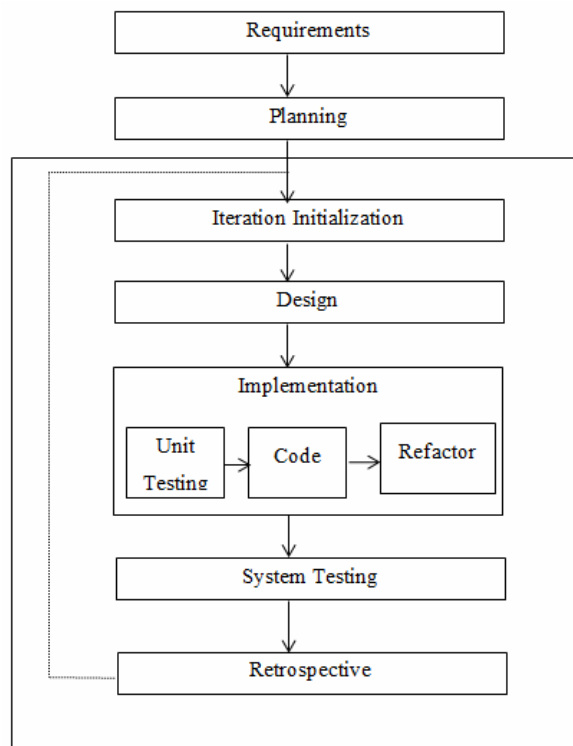 Requirements
Planning
Iteration Initialization
Design
Implementation
Unit
Testing
Code
Refactor
System Testing
Retrospective